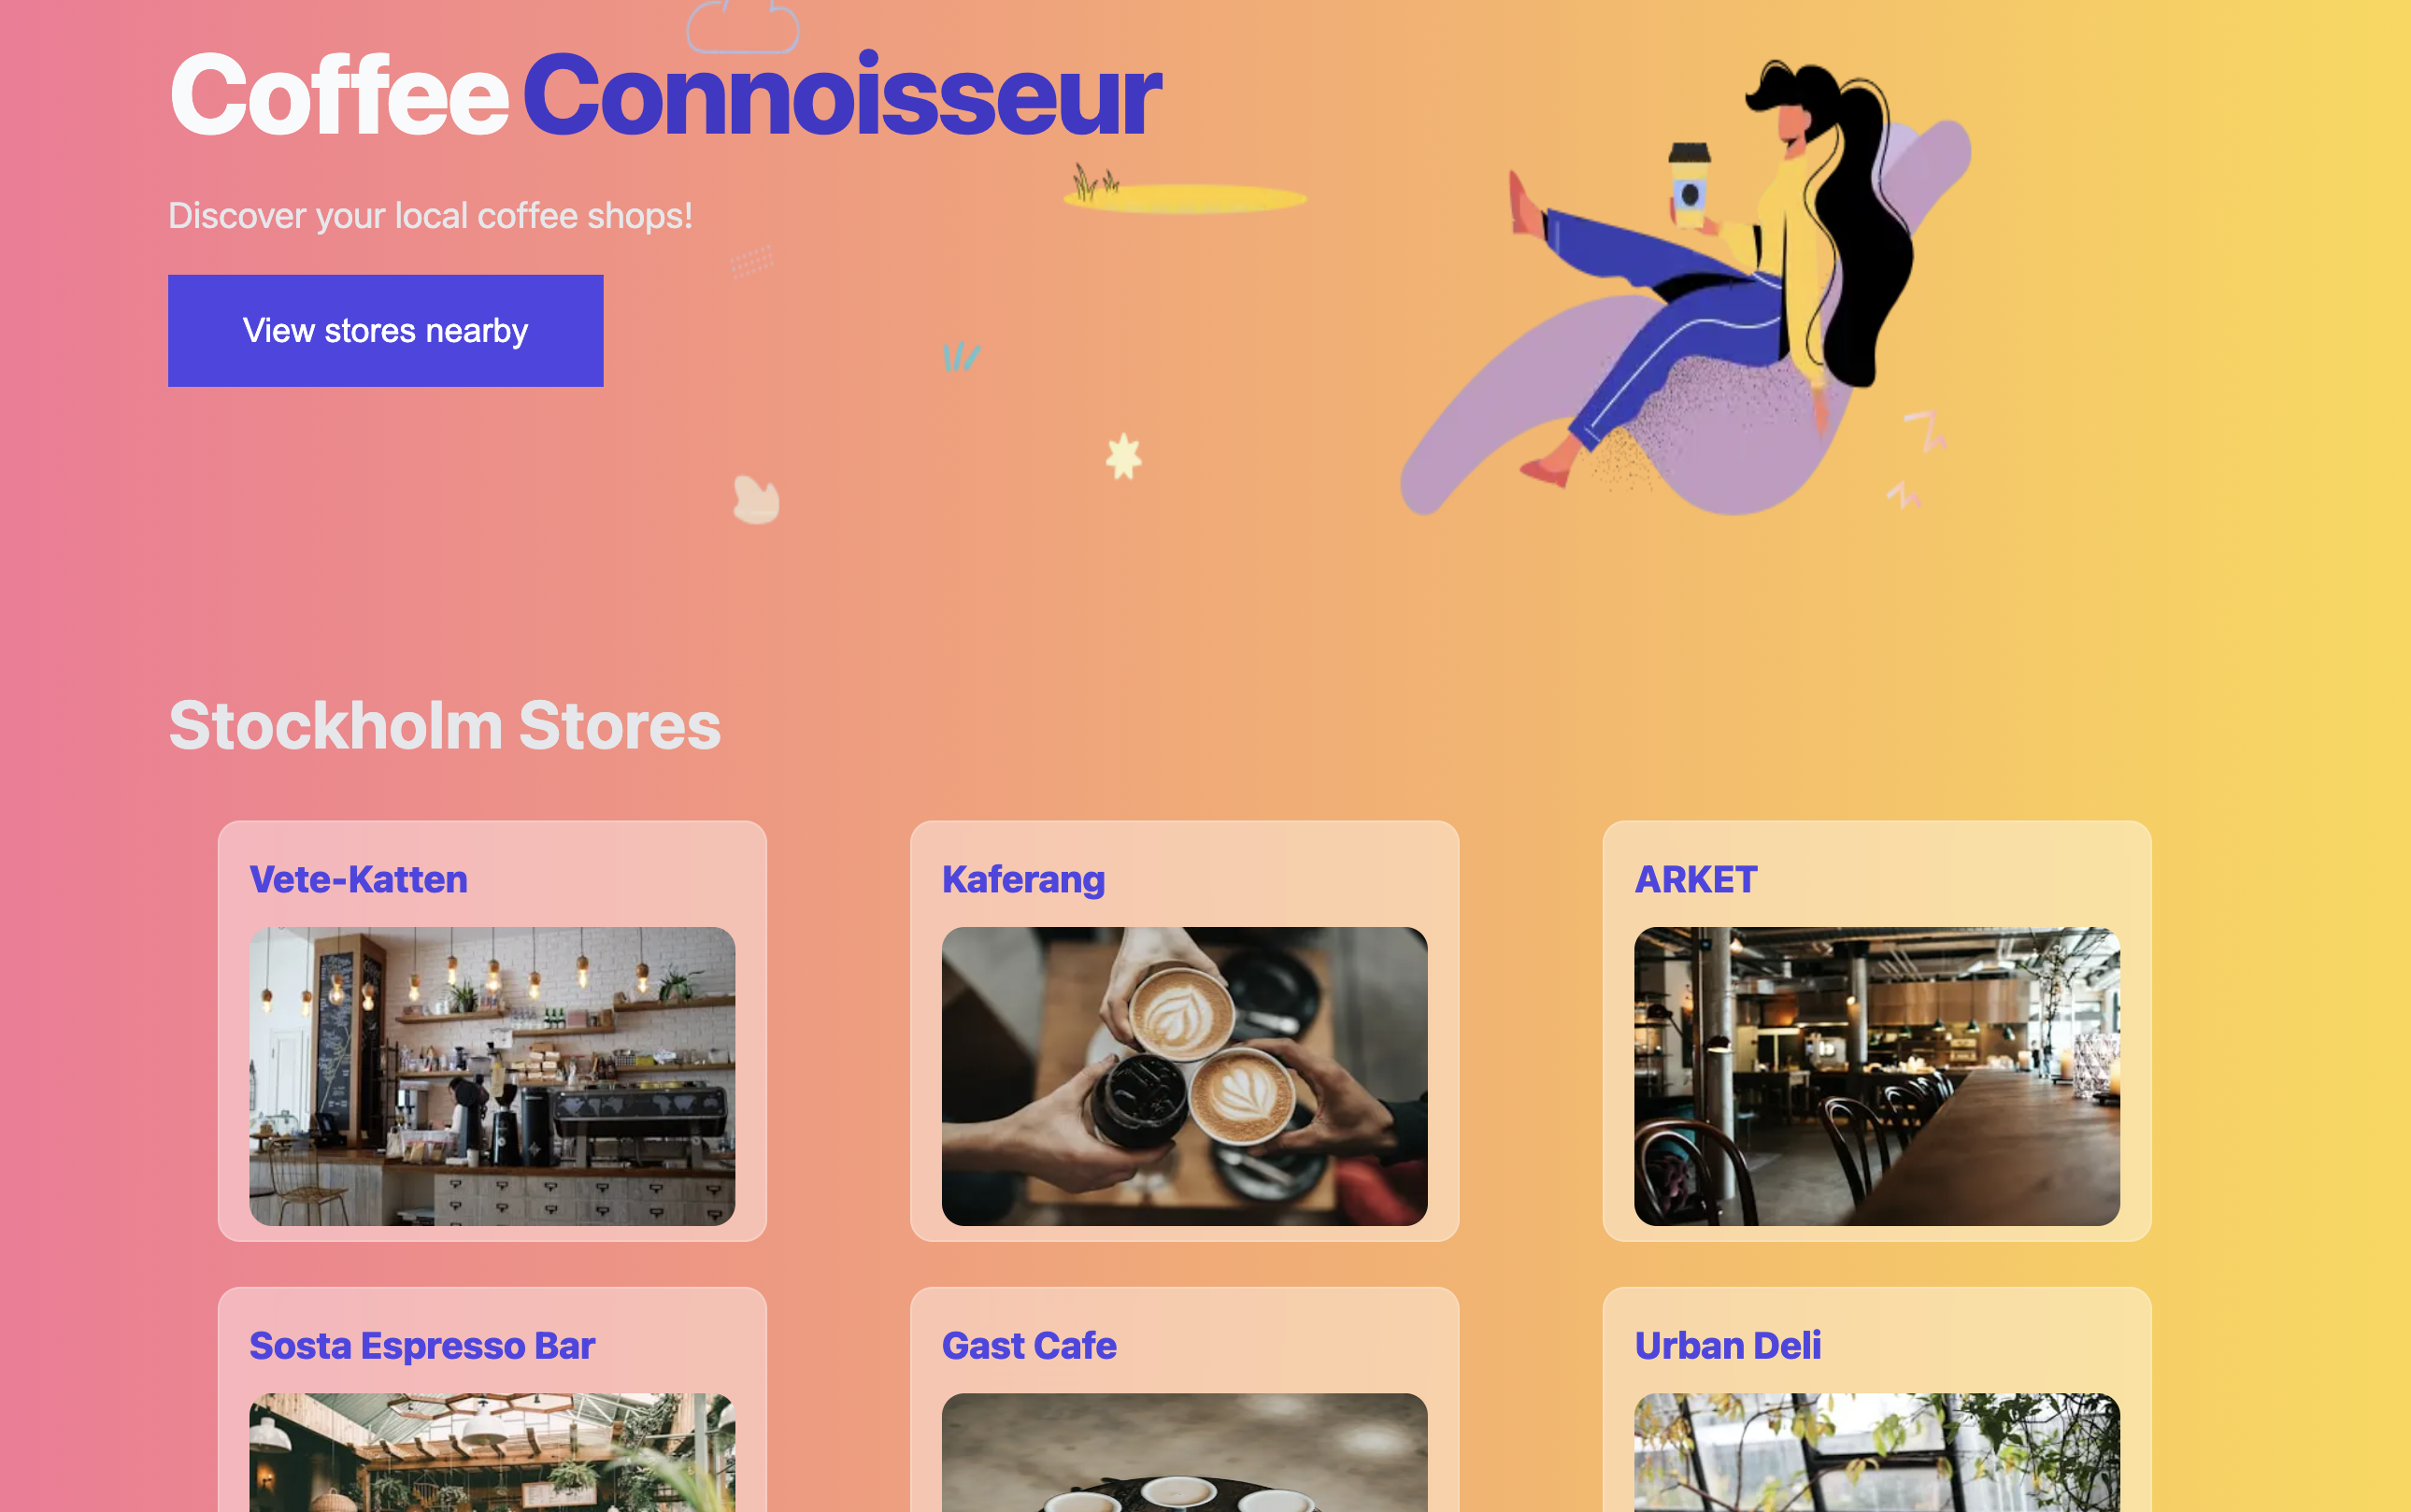 Coffee Connoisseur
Discover your local coffee shops!
View stores nearby
Stockholm Stores
Vete-Katten
Kaferang
ARKET
Sosta Espresso Bar
Gast Cafe
Urban Deli